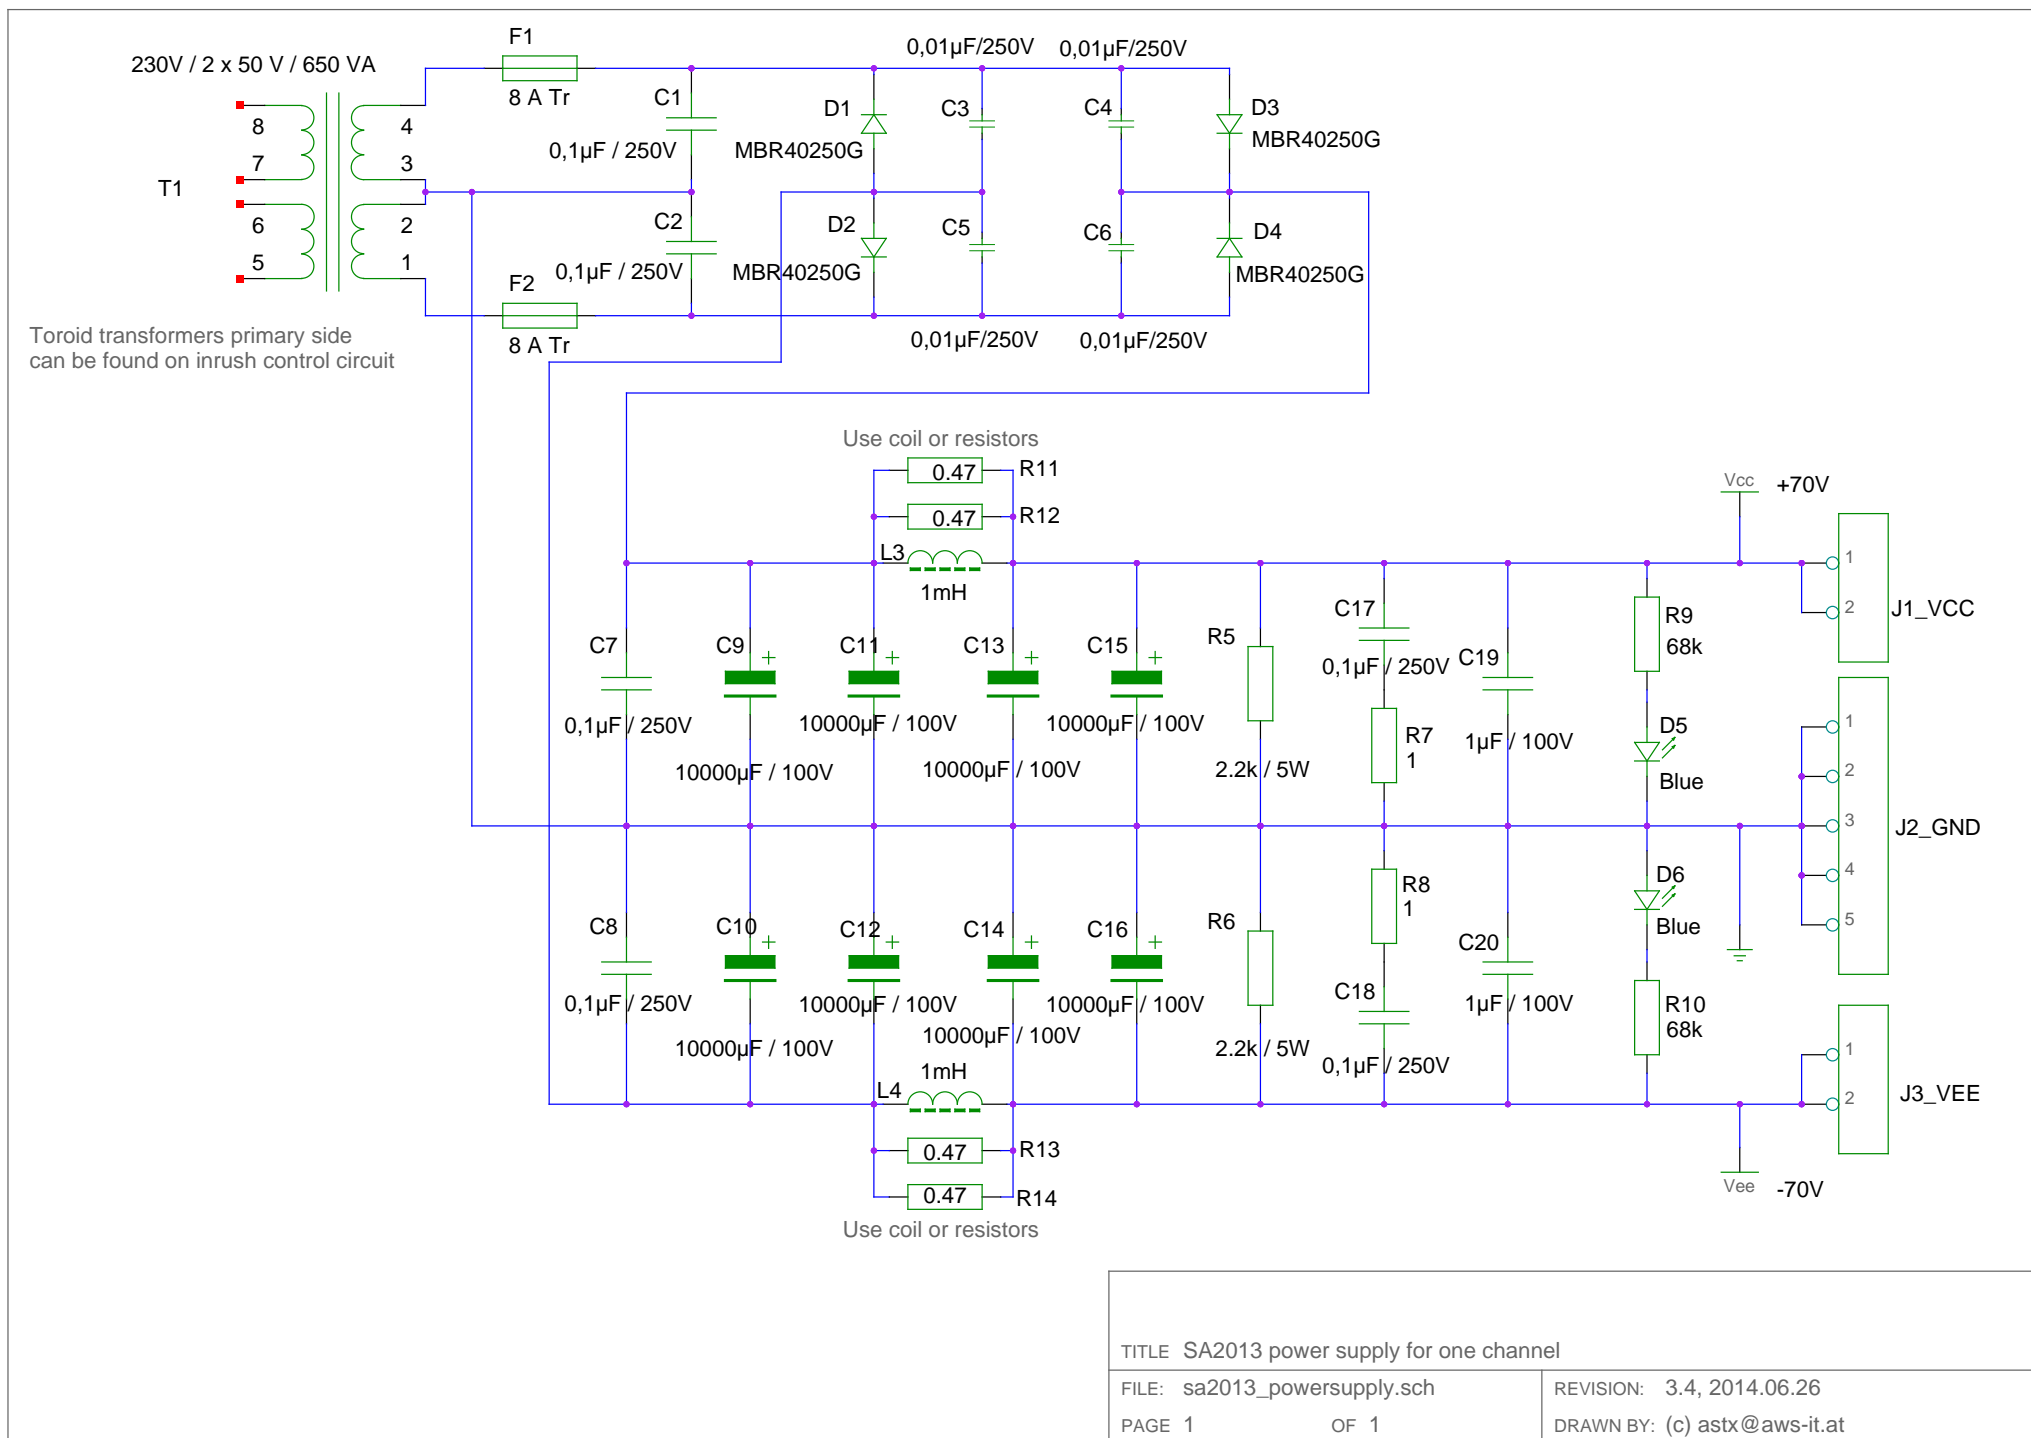 230V / 2 x 50 V / 650 VA
F1
8 A Tr
0,01µF/250V
0,01µF/250V
T1
8
7
6
5
4
3
2
1
C1
0,1µF / 250V
D1
MBR40250G
C3
C4
D3
MBR40250G
C2
0,1µF / 250V
D2
MBR40250G
C5
C6
D4
MBR40250G
F2
8 A Tr
0,01µF/250V
0,01µF/250V
Toroid transformers primary side
can be found on inrush control circuit
Use coil or resistors
0.47
R11
0.47
R12
L3
1mH
Vcc
+70V
C7
0,1µF / 250V
C9
10000µF / 100V
C11
10000µF / 100V
C13
10000µF / 100V
C15
10000µF / 100V
R5
2.2k / 5W
C17
0,1µF / 250V
R7
1
C19
1µF / 100V
R9
68k
D5
Blue
1
2
J1_VCC
1
2
3
4
5
J2_GND
C8
0,1µF / 250V
C10
10000µF / 100V
C12
10000µF / 100V
C14
10000µF / 100V
C16
10000µF / 100V
R6
2.2k / 5W
R8
1
C18
0,1µF / 250V
C20
1µF / 100V
D6
Blue
R10
68k
1
2
J3_VEE
1mH
L4
0.47
R13
0.47
R14
Use coil or resistors
Vee
-70V
TITLE SA2013 power supply for one channel
FILE: sa2013_powersupply.sch
REVISION: 3.4, 2014.06.26
PAGE 1 OF 1
DRAWN BY: (c) astx@aws-it.at